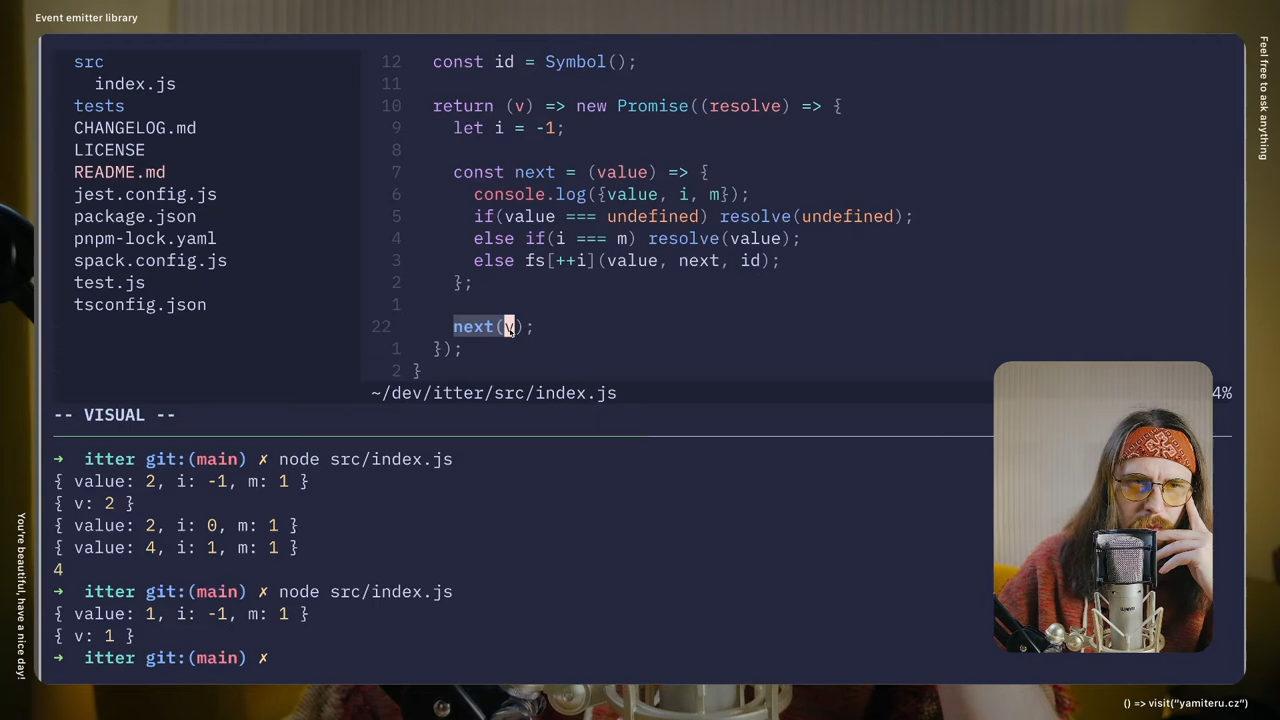 Event emitter library
Feel free to ask anything
src
index.js
tests
CHANGELOG.md
LICENSE
README.md
jest.config.js
package.json
pnpm-lock.yaml
spack.config.js
test.js
tsconfig.json
12 const id = Symbol();
11
10 return (v) => new Promise((resolve) => {
9 let i = -1;
8
7 const next = (value) => {
6 console.log({value, i, m});
5 if(value === undefined) resolve(undefined);
4 else if(i === m) resolve(value);
3 else fs[++i](value, next, id);
2 };
1
22 next(v);
1 });
2 }
~/dev/itter/src/index.js
4%
-- VISUAL --
➜ itter git:(main) ✗ node src/index.js
{ value: 2, i: -1, m: 1 }
{ v: 2 }
{ value: 2, i: 0, m: 1 }
{ value: 4, i: 1, m: 1 }
4
➜ itter git:(main) ✗ node src/index.js
{ value: 1, i: -1, m: 1 }
{ v: 1 }
➜ itter git:(main) ✗
You're beautiful, have a nice day!
() => visit("yamiteru.cz")